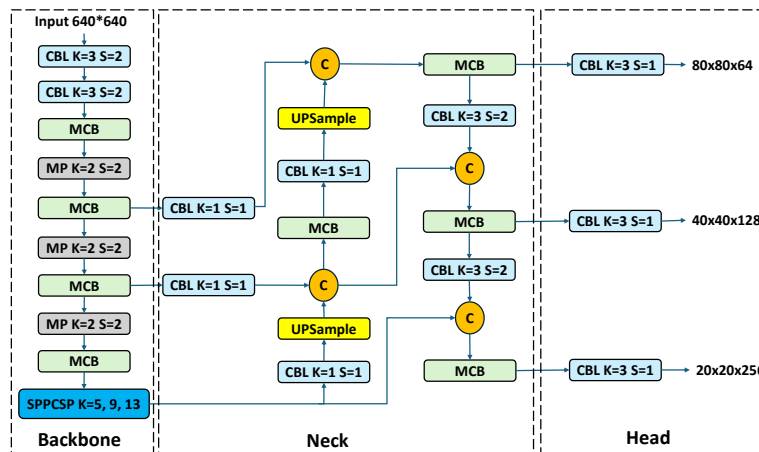 Input 640*640
CBL K=3 S=2
CBL K=3 S=2
MCB
MP K=2 S=2
MCB
MP K=2 S=2
MCB
MP K=2 S=2
MCB
SPPCSP K=5, 9, 13
Backbone
CBL K=1 S=1
CBL K=1 S=1
C
UPSample
CBL K=1 S=1
MCB
C
UPSample
CBL K=1 S=1
MCB
CBL K=3 S=2
C
MCB
CBL K=3 S=2
C
MCB
Neck
CBL K=3 S=1
80x80x64
CBL K=3 S=1
40x40x128
CBL K=3 S=1
20x20x256
Head